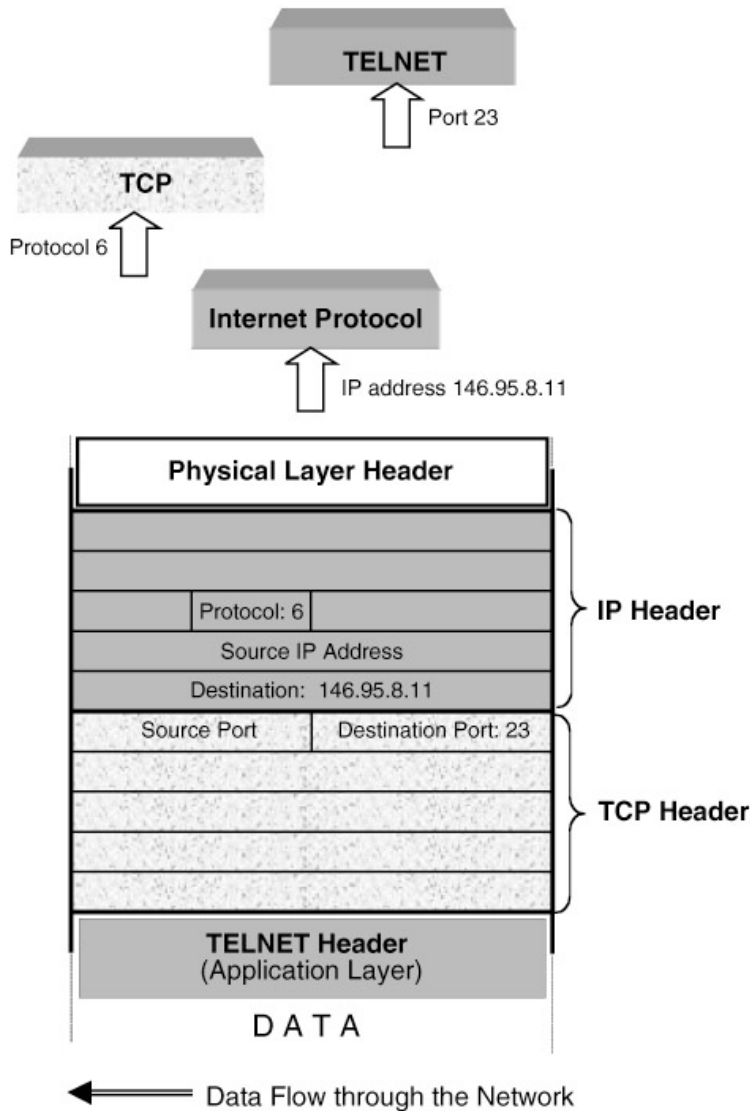 TELNET
Port 23
TCP
Protocol 6
Internet Protocol
IP address 146.95.8.11
Physical Layer Header
Protocol: 6
Source IP Address
Destination: 146.95.8.11
IP Header
Source Port
Destination Port: 23
TCP Header
TELNET Header
(Application Layer)
D A T A
Data Flow through the Network